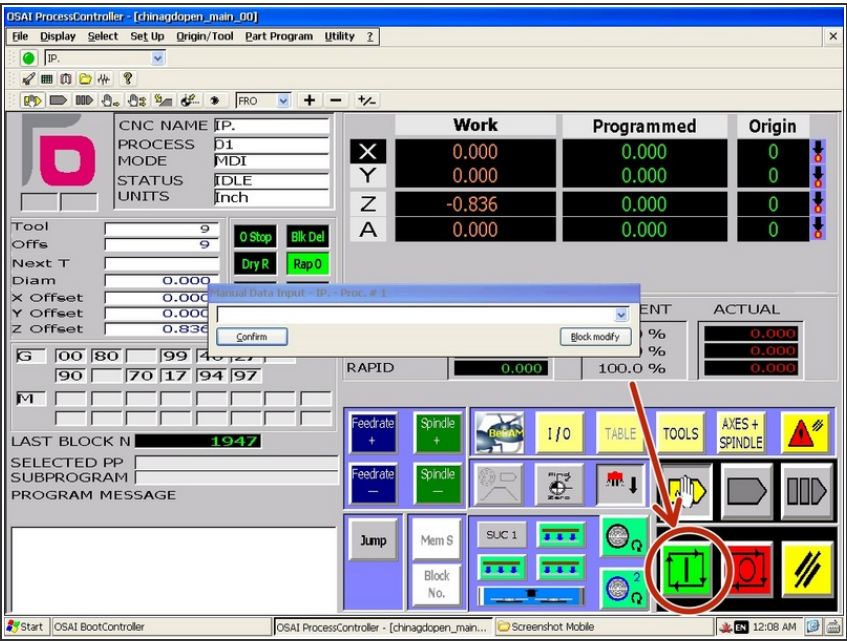 OSAI ProcessController - [chinagdopen_main_00]
File Display Select Set Up Origin/Tool Part Program Utility ?
IP.
FRO
CNC NAME IP.
PROCESS 01
MODE MDI
STATUS IDLE
UNITS Inch
Work Programmed Origin
X 0.000 0.000 0
Y 0.000 0.000 0
Z -0.836 0.000 0
A 0.000 0.000 0
Tool 9
Offs 9
Next T
Diam 0.000
X Offset 0.000
Y Offset 0.000
Z Offset 0.836
O Stop Blk Del
Dry R Rap O
Manual Data Input - IP. - Proc. # 1
Confirm Block modify
ACTUAL
% 0.000
% 0.000
RAPID 0.000 100.0 % 0.000
G 00 80 99
90 70 17 94 97
M
LAST BLOCK N 1947
SELECTED PP
SUBPROGRAM
PROGRAM MESSAGE
Feedrate + Spindle + I/O TABLE TOOLS AXES + SPINDLE
Feedrate - Spindle -
Jump Mem S SUC 1
Block No. 2
Start OSAI BootController OSAI ProcessController - [chinagdopen_main... Screenshot Mobile EN 12:08 AM